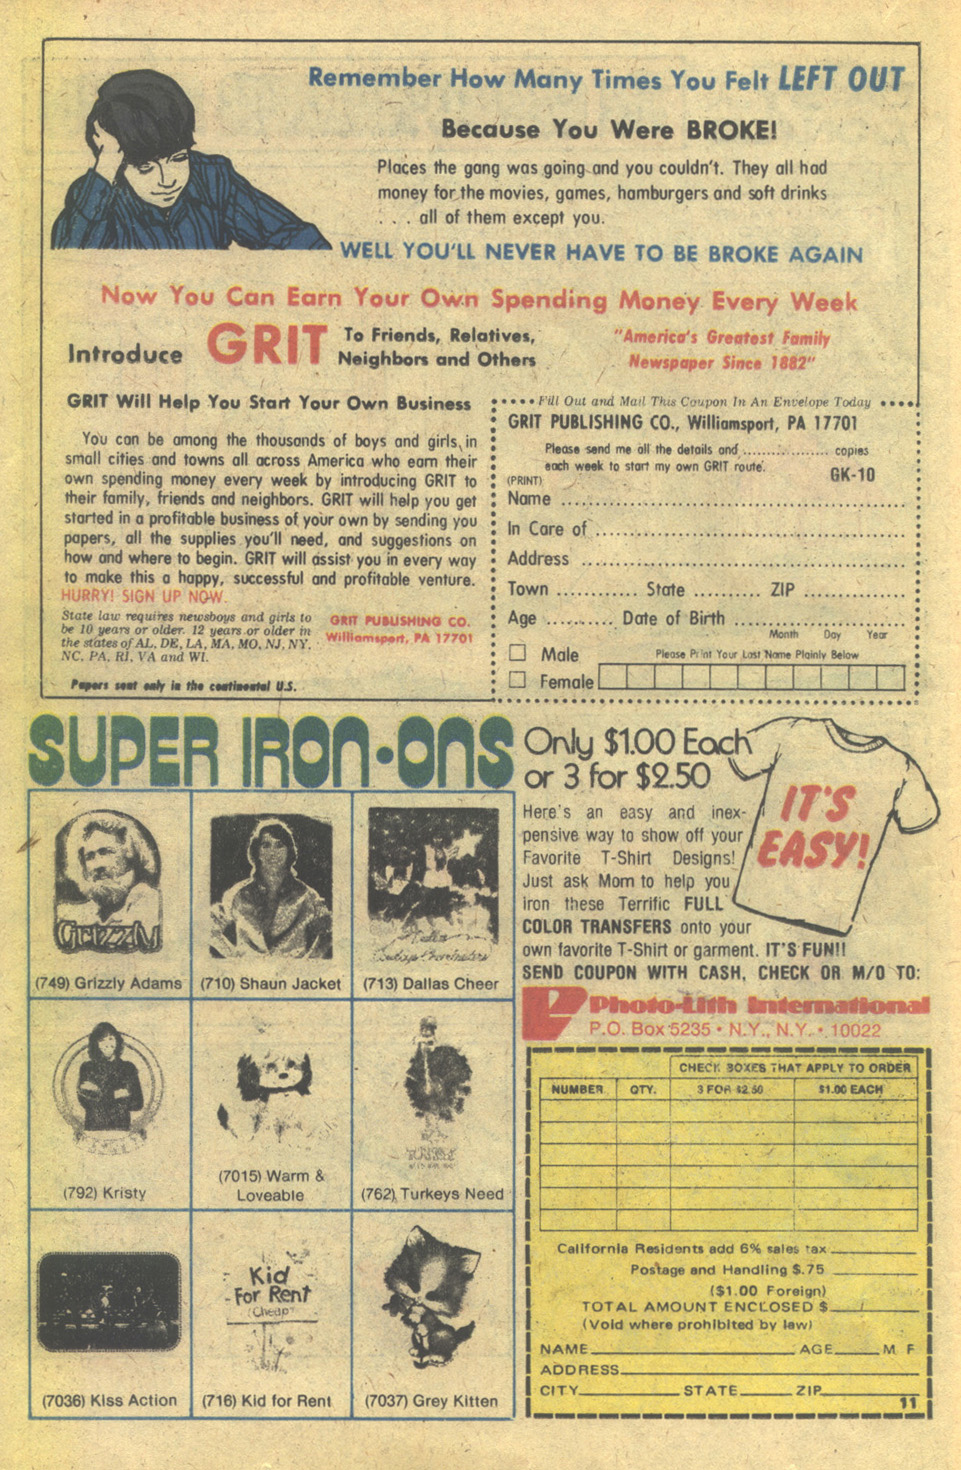 Remember How Many Times You Felt LEFT OUT
Because You Were BROKE!
Places the gang was going and you couldn't. They all had
money for the movies, games, hamburgers and soft drinks
. . . all of them except you.
WELL YOU'LL NEVER HAVE TO BE BROKE AGAIN
Now You Can Earn Your Own Spending Money Every Week
Introduce GRIT To Friends, Relatives,
Neighbors and Others
"America's Greatest Family
Newspaper Since 1882"
GRIT Will Help You Start Your Own Business
You can be among the thousands of boys and girls in
small cities and towns all across America who earn their
own spending money every week by introducing GRIT to
their family, friends and neighbors. GRIT will help you get
started in a profitable business of your own by sending you
papers, all the supplies you'll need, and suggestions on
how and where to begin. GRIT will assist you in every way
to make this a happy, successful and profitable venture.
HURRY! SIGN UP NOW.
State law requires newsboys and girls to
be 10 years or older. 12 years or older in
the states of AL, DE, LA, MA, MO, NJ, NY,
NC, PA, RI, VA and WI.
GRIT PUBLISHING CO.
Williamsport, PA 17701
Papers sent only in the continental U.S.
Fill Out and Mail This Coupon In An Envelope Today
GRIT PUBLISHING CO., Williamsport, PA 17701
Please send me all the details and .................... copies
each week to start my own GRIT route.
GK-10
(PRINT)
Name
In Care of
Address
Town State ZIP
Age Date of Birth
Month Day Year
Male
Please Print Your Last Name Plainly Below
Female
SUPER IRON•ONS
Only $1.00 Each
or 3 for $2.50
IT'S
EASY!
Here's an easy and inex-
pensive way to show off your
Favorite T-Shirt Designs!
Just ask Mom to help you
iron these Terrific FULL
COLOR TRANSFERS onto your
own favorite T-Shirt or garment. IT'S FUN!!
SEND COUPON WITH CASH, CHECK OR M/O TO:
Photo-Lith International
P.O. Box 5235 • N.Y., N.Y. • 10022
Grizzly
(749) Grizzly Adams
(710) Shaun Jacket
(713) Dallas Cheer
(792) Kristy
(7015) Warm &
Loveable
(762) Turkeys Need
(7036) Kiss Action
Kid
For Rent
Cheap
(716) Kid for Rent
(7037) Grey Kitten
CHECK BOXES THAT APPLY TO ORDER
NUMBER QTY. 3 FOR $2.50 $1.00 EACH
California Residents add 6% sales tax
Postage and Handling $.75
($1.00 Foreign)
TOTAL AMOUNT ENCLOSED $
(Void where prohibited by law)
NAME AGE M F
ADDRESS
CITY STATE ZIP
11